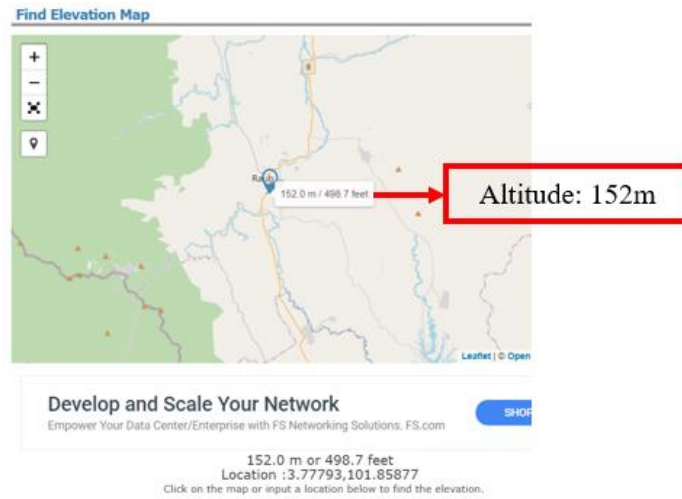 Find Elevation Map
+
−
8
Raub
152.0 m / 498.7 feet
Altitude: 152m
Leaflet | © Open
Develop and Scale Your Network
Empower Your Data Center/Enterprise with FS Networking Solutions. FS.com
SHOP
152.0 m or 498.7 feet
Location :3.77793,101.85877
Click on the map or input a location below to find the elevation.